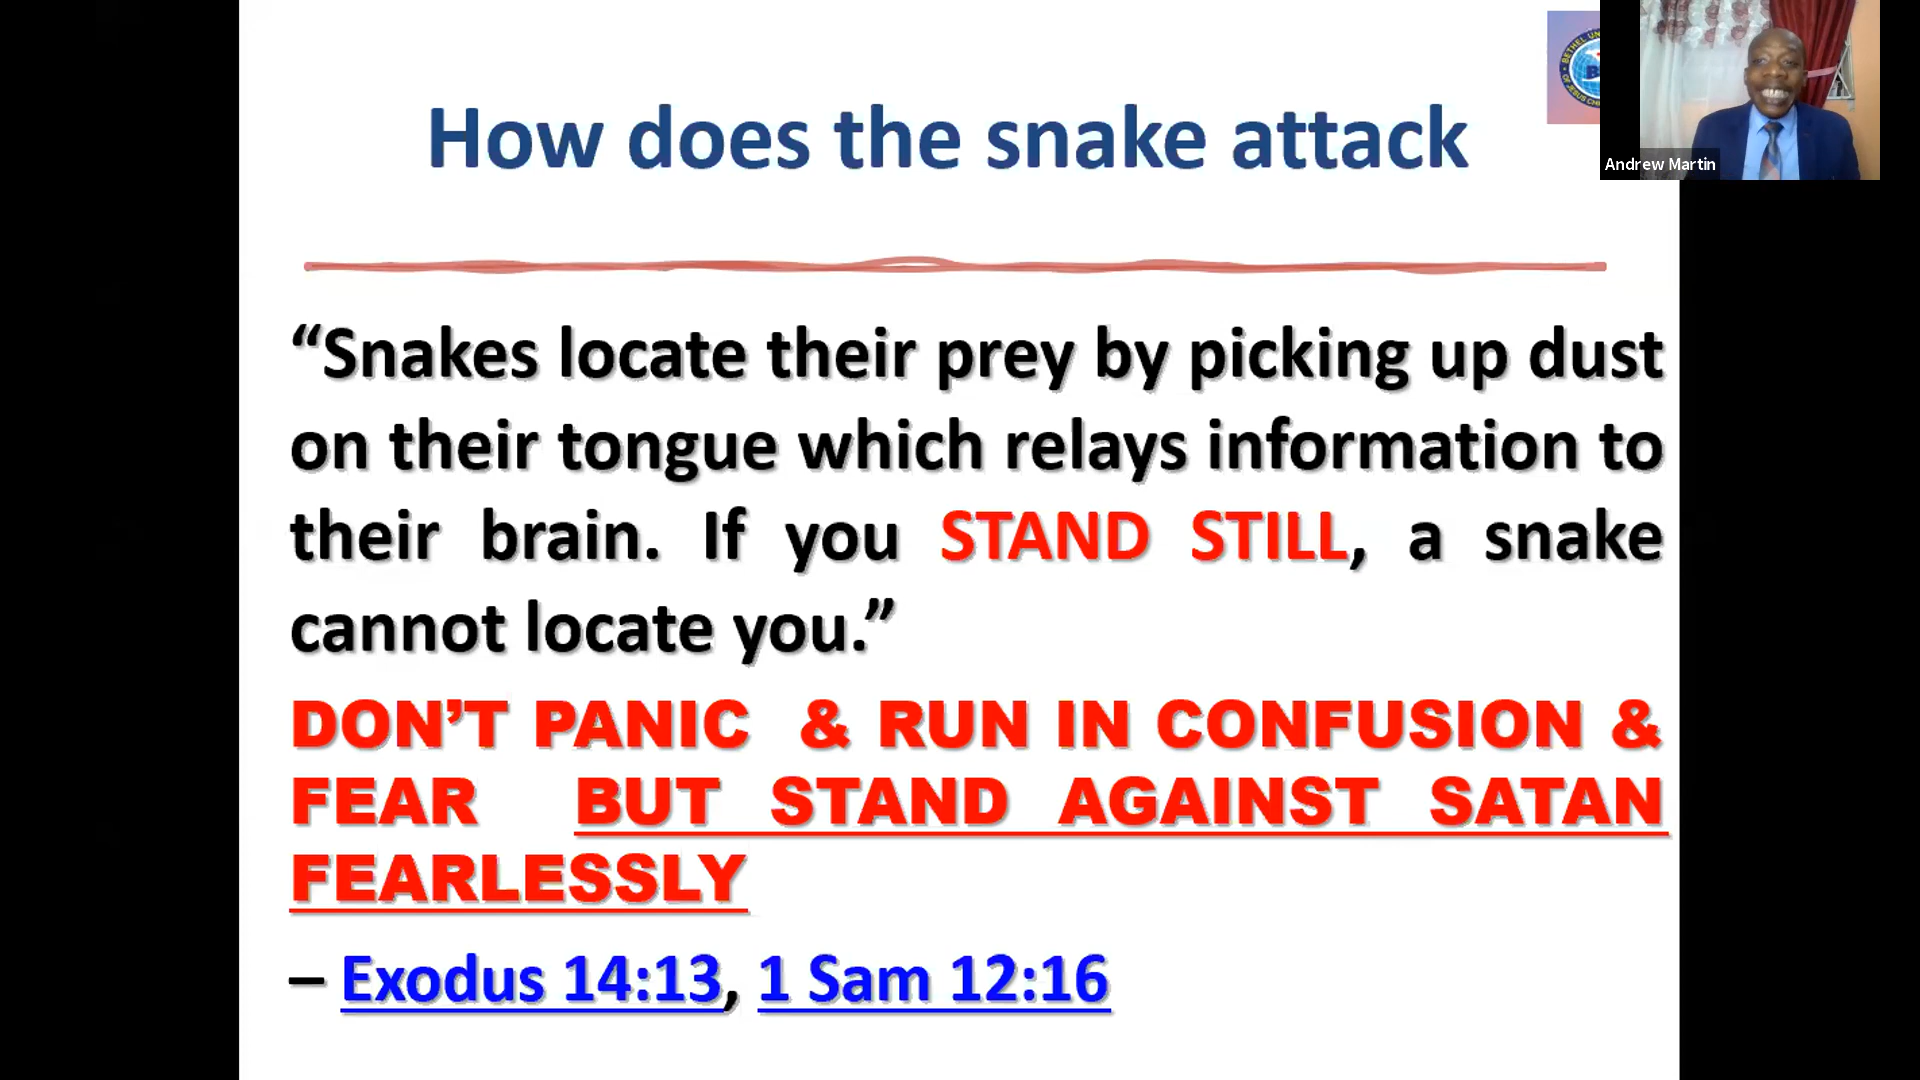 How does the snake attack
Andrew Martin
“Snakes locate their prey by picking up dust
on their tongue which relays information to
their brain. If you STAND STILL, a snake
cannot locate you.”
DON’T PANIC & RUN IN CONFUSION &
FEAR BUT STAND AGAINST SATAN
FEARLESSLY
– Exodus 14:13, 1 Sam 12:16